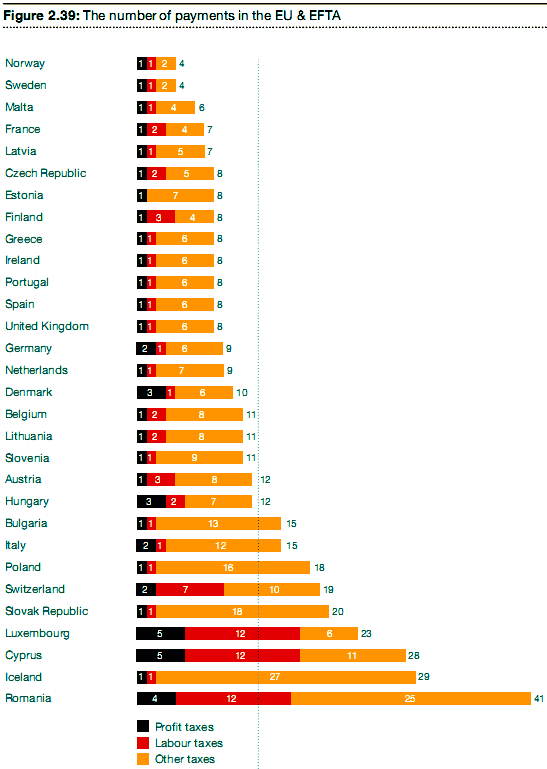 Figure 2.39: The number of payments in the EU & EFTA
Norway 1 1 2 4
Sweden 1 1 2 4
Malta 1 1 4 6
France 1 2 4 7
Latvia 1 1 5 7
Czech Republic 1 2 5 8
Estonia 1 7 8
Finland 1 3 4 8
Greece 1 1 6 8
Ireland 1 1 6 8
Portugal 1 1 6 8
Spain 1 1 6 8
United Kingdom 1 1 6 8
Germany 2 1 6 9
Netherlands 1 1 7 9
Denmark 3 1 6 10
Belgium 1 2 8 11
Lithuania 1 2 8 11
Slovenia 1 1 9 11
Austria 1 3 8 12
Hungary 3 2 7 12
Bulgaria 1 1 13 15
Italy 2 1 12 15
Poland 1 1 16 18
Switzerland 2 7 10 19
Slovak Republic 1 1 18 20
Luxembourg 5 12 6 23
Cyprus 5 12 11 28
Iceland 1 1 27 29
Romania 4 12 25 41
Profit taxes
Labour taxes
Other taxes